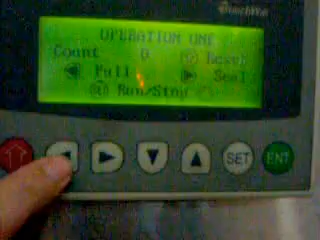 OPERATION ONE
Count 0 Reset
Pull Seal
Run/Stop
SET ENT